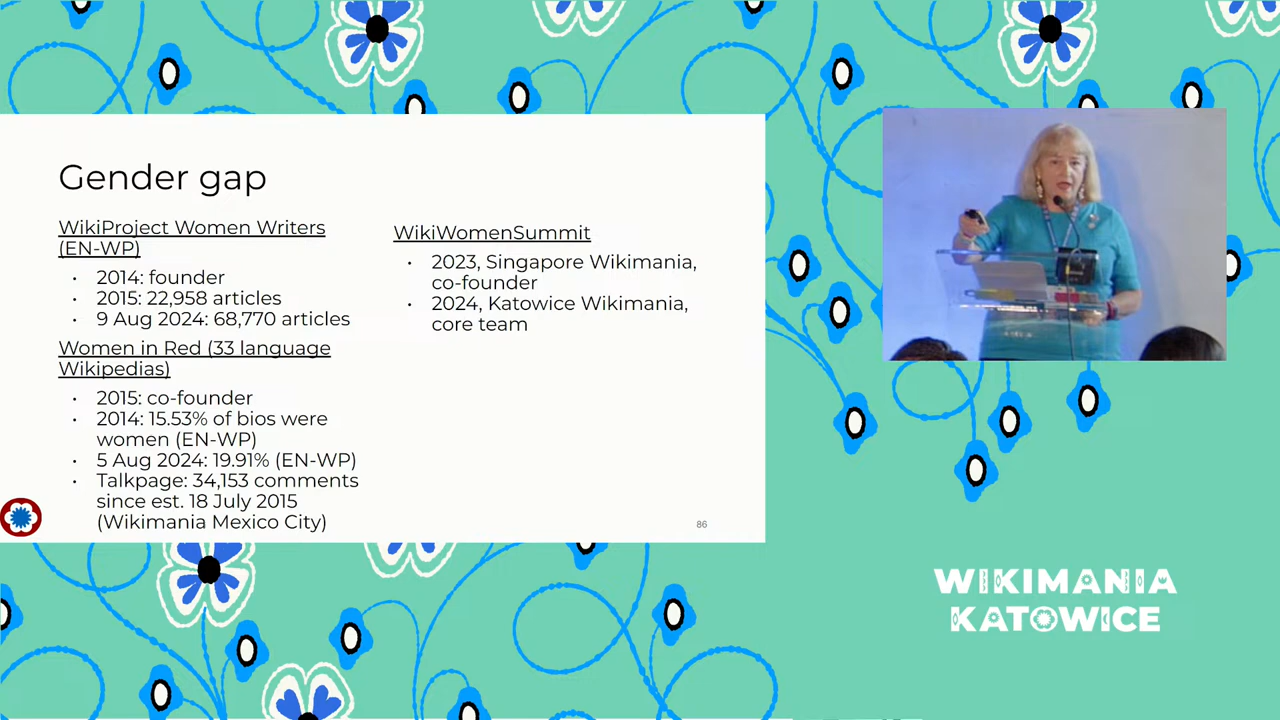 Gender gap
WikiProject Women Writers
(EN-WP)
• 2014: founder
• 2015: 22,958 articles
• 9 Aug 2024: 68,770 articles
Women in Red (33 language
Wikipedias)
• 2015: co-founder
• 2014: 15.53% of bios were
women (EN-WP)
• 5 Aug 2024: 19.91% (EN-WP)
• Talkpage: 34,153 comments
since est. 18 July 2015
(Wikimania Mexico City)
WikiWomenSummit
• 2023, Singapore Wikimania,
co-founder
• 2024, Katowice Wikimania,
core team
86
WIKIMANIA
KATOWICE